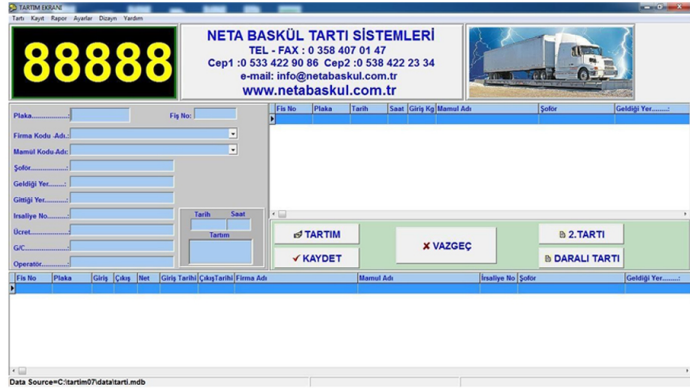 TARTIM EKRANI
Tartı Kayıt Rapor Ayarlar Dizayn Yardım
88888
NETA BASKÜL TARTI SİSTEMLERİ
TEL - FAX : 0 358 407 01 47
Cep1 :0 533 422 90 86 Cep2 :0 538 422 23 34
e-mail: info@netabaskul.com.tr
www.netabaskul.com.tr
Plaka..............:
Fiş No:
Firma Kodu -Adı.:
Mamül Kodu-Adı:
Şoför................:
Geldiği Yer.......:
Gittiği Yer.........:
İrsaliye No.........:
Ücret................:
G/C...................:
Operatör............:
Tarih Saat
Tartım
Fis No Plaka Tarih Saat Giriş Kg Mamul Adı Şoför Geldiği Yer.......:
TARTIM
KAYDET
VAZGEÇ
2.TARTI
DARALI TARTI
Fis No Plaka Giriş Çıkış Net Giriş Tarihi ÇıkışTarihi Firma Adı Mamul Adı İrsaliye No Şoför Geldiği Yer.......:
Data Source=C:\tartim07\data\tarti.mdb